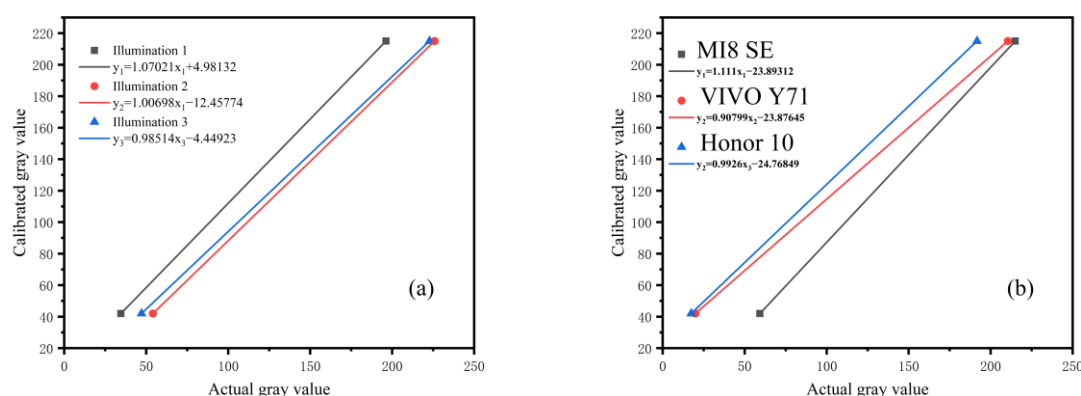 220
200
180
160
140
120
100
80
60
40
20
0
50
100
150
200
250
Calibrated gray value
Actual gray value
Illumination 1
y₁=1.07021x₁+4.98132
Illumination 2
y₂=1.00698x₁−12.45774
Illumination 3
y₃=0.98514x₃−4.44923
(a)
220
200
180
160
140
120
100
80
60
40
20
0
50
100
150
200
250
Calibrated gray value
Actual gray value
MI8 SE
y₁=1.111x₁−23.89312
VIVO Y71
y₂=0.90799x₂−23.87645
Honor 10
y₂=0.9926x₃−24.76849
(b)